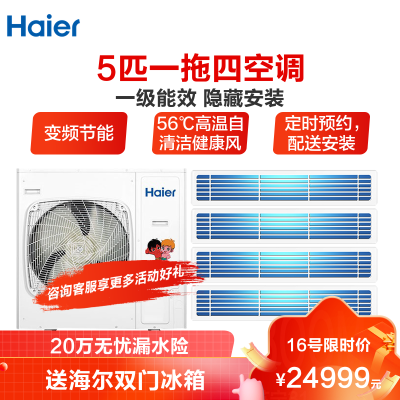 Haier
5匹一拖四空调
一级能效 隐藏安装
变频节能
56℃高温自
清洁健康风
定时预约，
配送安装
Haier
咨询客服享更多活动好礼
20万无忧漏水险
16号限时价
送海尔双门冰箱
¥24999元